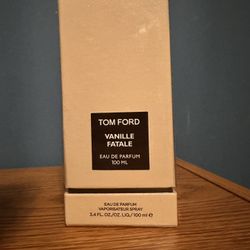 TOM FORD
VANILLE
FATALE
EAU DE PARFUM
100 ML
EAU DE PARFUM
VAPORISATEUR SPRAY
3.4 FL.OZ./OZ. LIQ./100 ml ℮